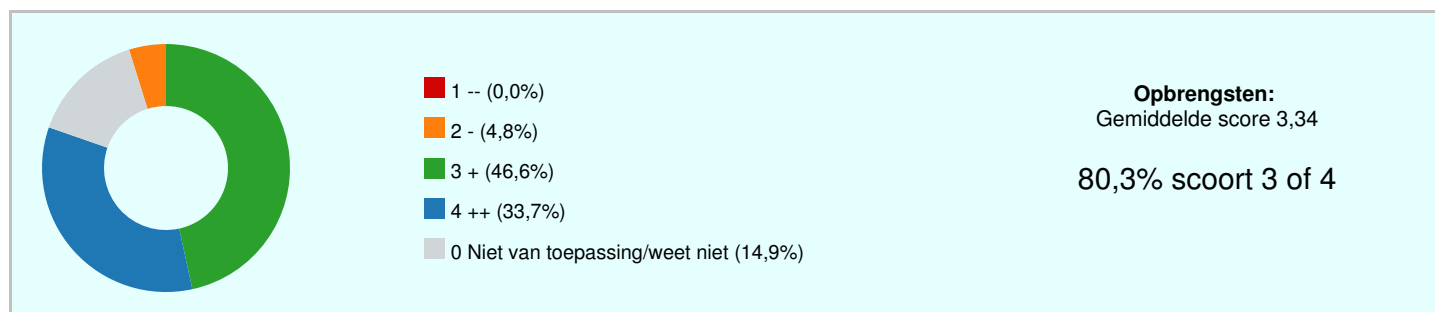 1 -- (0,0%)
2 - (4,8%)
3 + (46,6%)
4 ++ (33,7%)
0 Niet van toepassing/weet niet (14,9%)
Opbrengsten:
Gemiddelde score 3,34
80,3% scoort 3 of 4